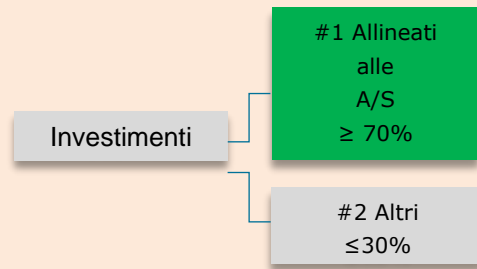 #1 Allineati
alle
A/S
≥ 70%
Investimenti
#2 Altri
≤30%